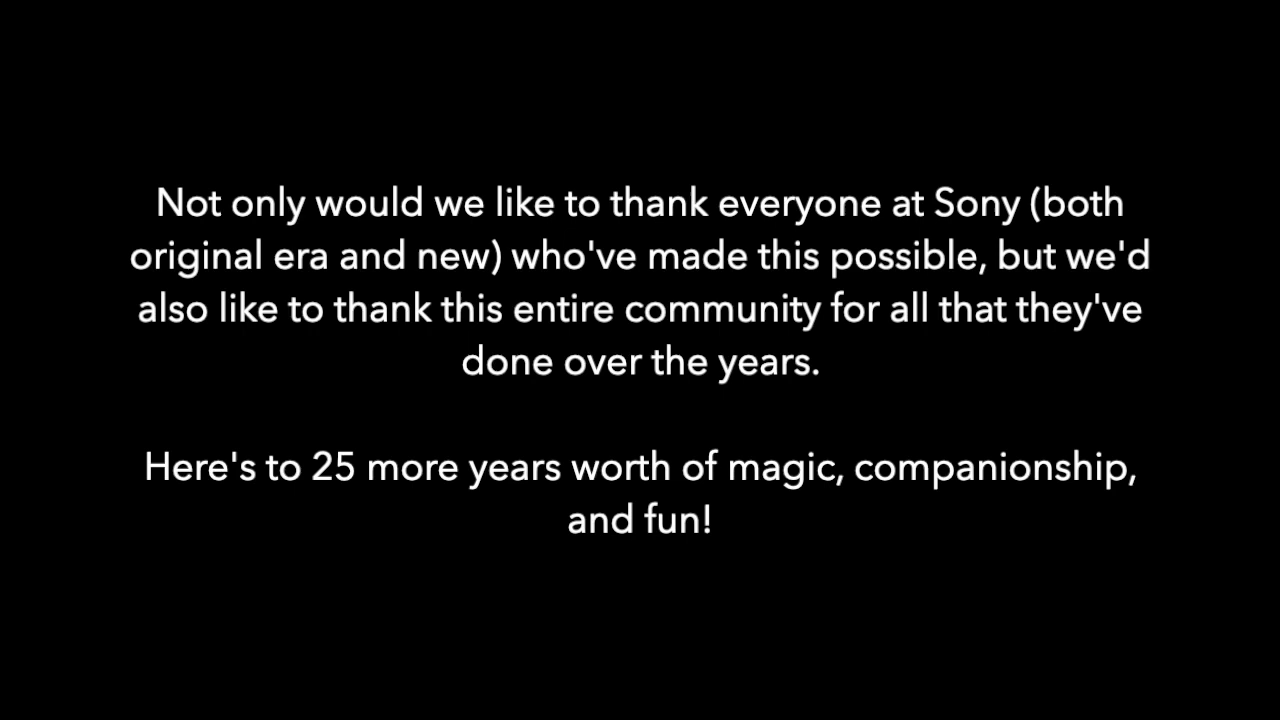 Not only would we like to thank everyone at Sony (both
original era and new) who've made this possible, but we'd
also like to thank this entire community for all that they've
done over the years.
Here's to 25 more years worth of magic, companionship,
and fun!